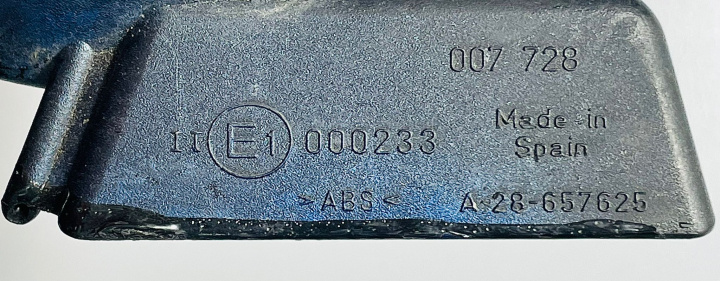 007 728
II E1 000233
Made in
Spain
>ABS<
A-28-657625